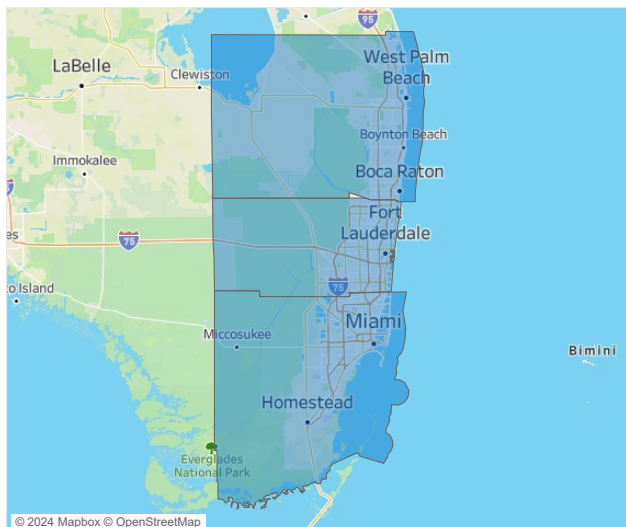 95
West Palm
Beach
LaBelle
Clewiston
Boynton Beach
Immokalee
Boca Raton
Fort
Lauderdale
75
es
co Island
75
Miami
Miccosukee
Bimini
Homestead
Everglades
National Park
© 2024 Mapbox © OpenStreetMap